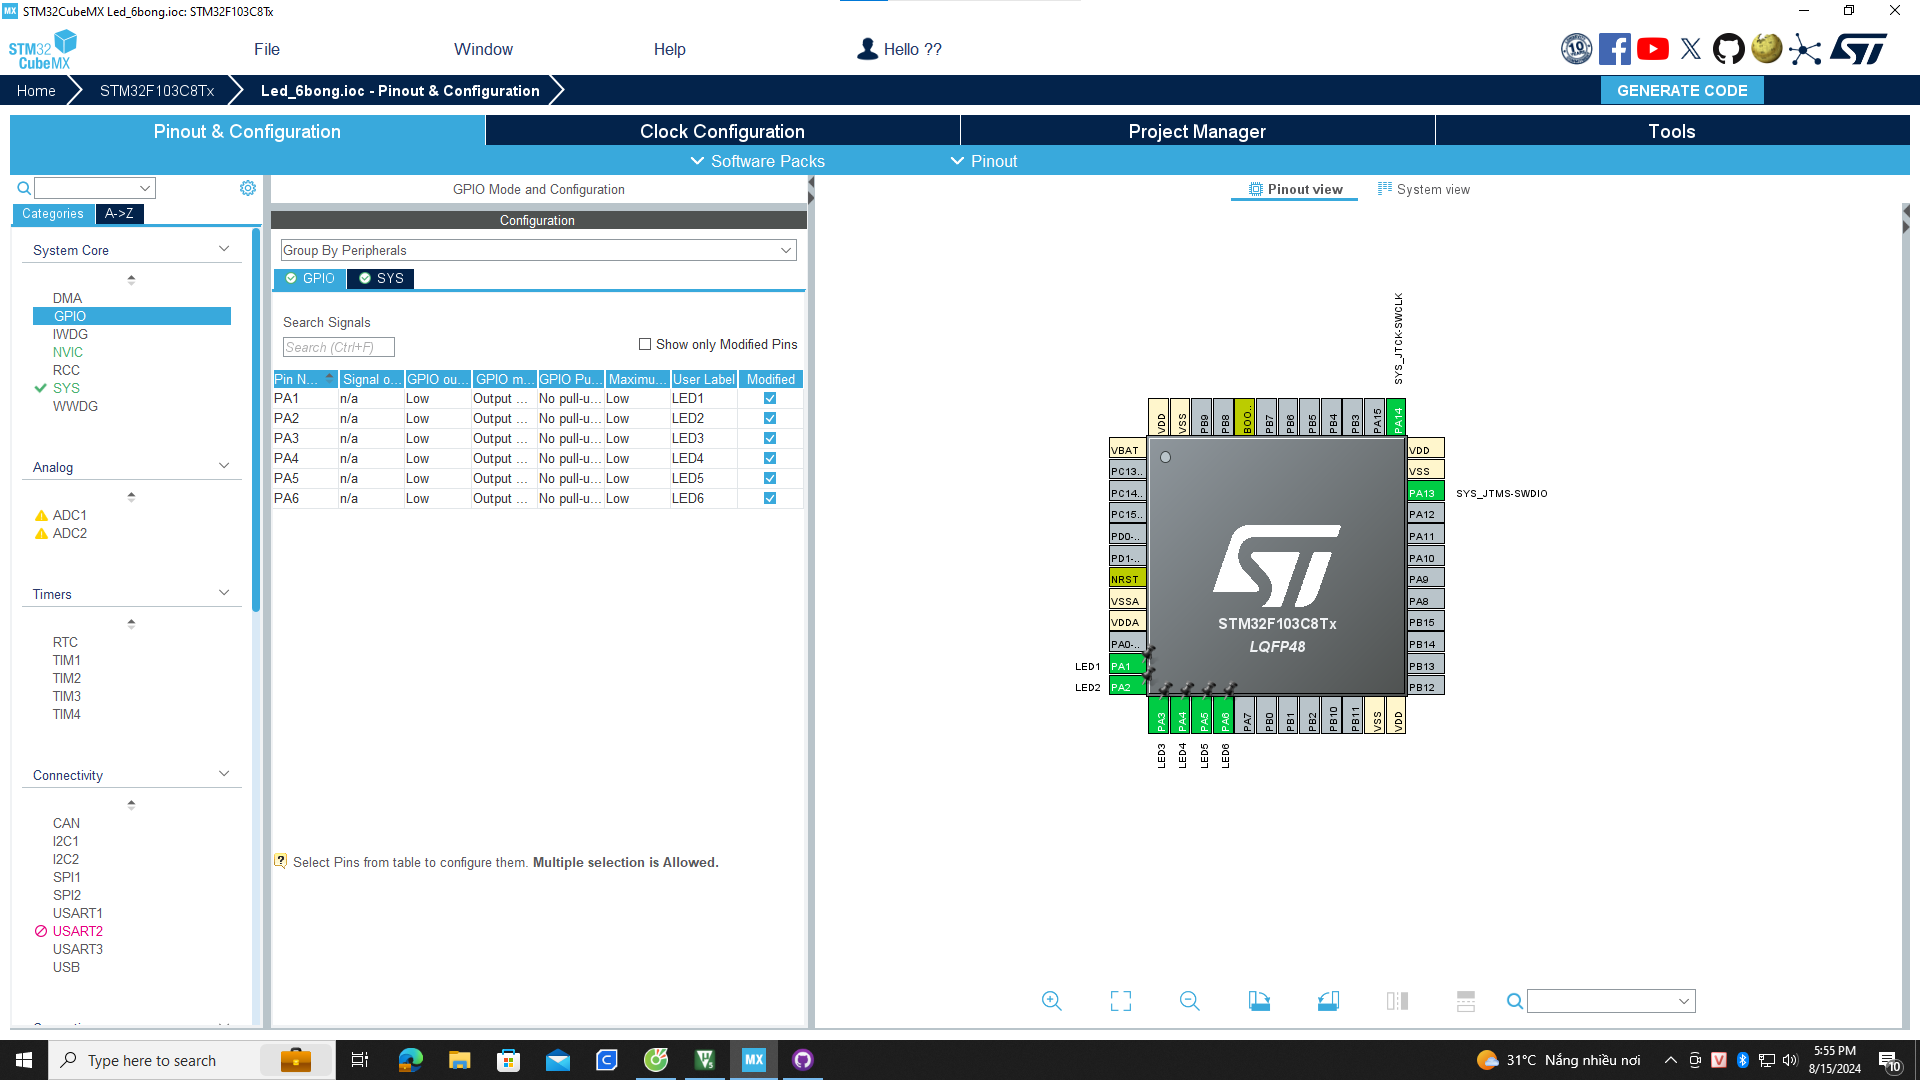 MX STM32CubeMX Led_6bong.ioc: STM32F103C8Tx
STM32 CubeMX
File
Window
Help
Hello ??
10
ST
Home
STM32F103C8Tx
Led_6bong.ioc - Pinout & Configuration
GENERATE CODE
Pinout & Configuration
Clock Configuration
Project Manager
Tools
Software Packs
Pinout
Categories
A->Z
System Core
DMA
GPIO
IWDG
NVIC
RCC
SYS
WWDG
Analog
ADC1
ADC2
Timers
RTC
TIM1
TIM2
TIM3
TIM4
Connectivity
CAN
I2C1
I2C2
SPI1
SPI2
USART1
USART2
USART3
USB
GPIO Mode and Configuration
Configuration
Group By Peripherals
GPIO
SYS
Search Signals
Search (Ctrl+F)
Show only Modified Pins
Pin N... Signal o... GPIO ou... GPIO m... GPIO Pu... Maximu... User Label Modified
PA1 n/a Low Output ... No pull-u... Low LED1
PA2 n/a Low Output ... No pull-u... Low LED2
PA3 n/a Low Output ... No pull-u... Low LED3
PA4 n/a Low Output ... No pull-u... Low LED4
PA5 n/a Low Output ... No pull-u... Low LED5
PA6 n/a Low Output ... No pull-u... Low LED6
Select Pins from table to configure them. Multiple selection is Allowed.
Pinout view
System view
SYS_JTCK-SWCLK
VDD VSS PB9 PB8 BOO.. PB7 PB6 PB5 PB4 PB3 PA15 PA14
VBAT
PC13..
PC14..
PC15..
PD0-..
PD1-..
NRST
VSSA
VDDA
PA0-..
LED1 PA1
LED2 PA2
ST
STM32F103C8Tx
LQFP48
VDD
VSS
PA13 SYS_JTMS-SWDIO
PA12
PA11
PA10
PA9
PA8
PB15
PB14
PB13
PB12
PA3 PA4 PA5 PA6 PA7 PB0 PB1 PB2 PB10 PB11 VSS VDD
LED3 LED4 LED5 LED6
Type here to search
MX
31°C Nắng nhiều nơi
V
5:55 PM
8/15/2024
10